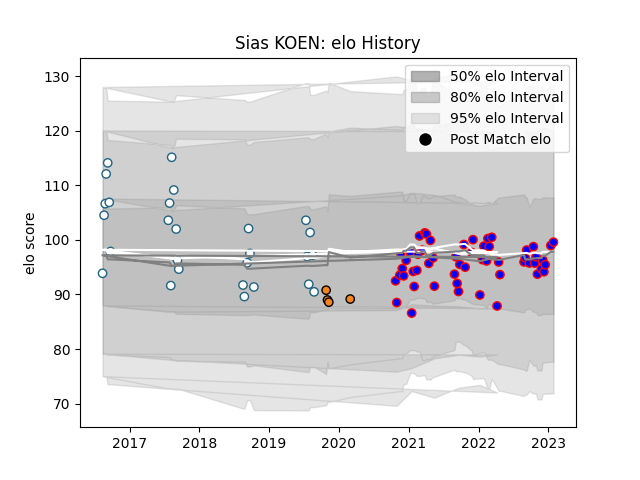 Sias KOEN: elo History
130
120
110
100
90
80
70
elo score
50% elo Interval
80% elo Interval
95% elo Interval
Post Match elo
2017
2018
2019
2020
2021
2022
2023